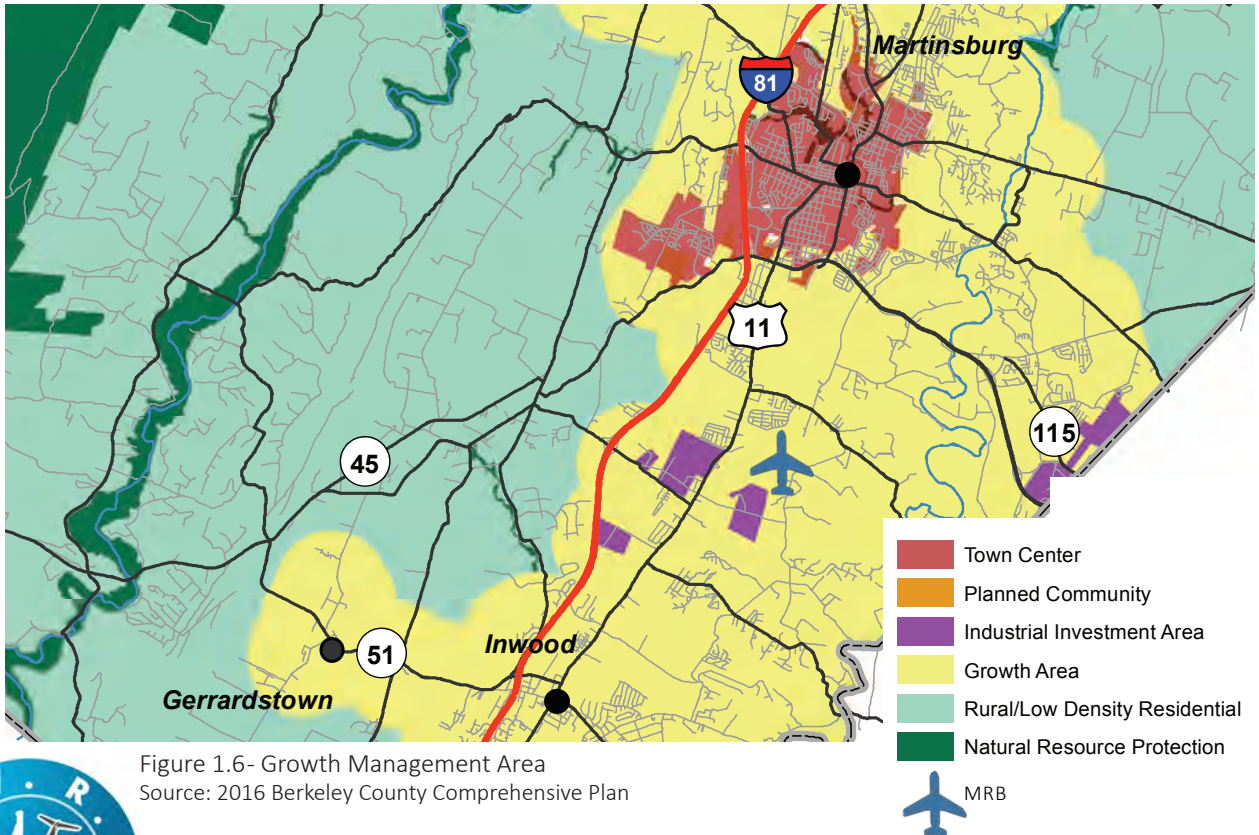 Martinsburg
81
11
115
45
51
Inwood
Gerrardstown
Town Center
Planned Community
Industrial Investment Area
Growth Area
Rural/Low Density Residential
Natural Resource Protection
MRB
Figure 1.6- Growth Management Area
Source: 2016 Berkeley County Comprehensive Plan
R